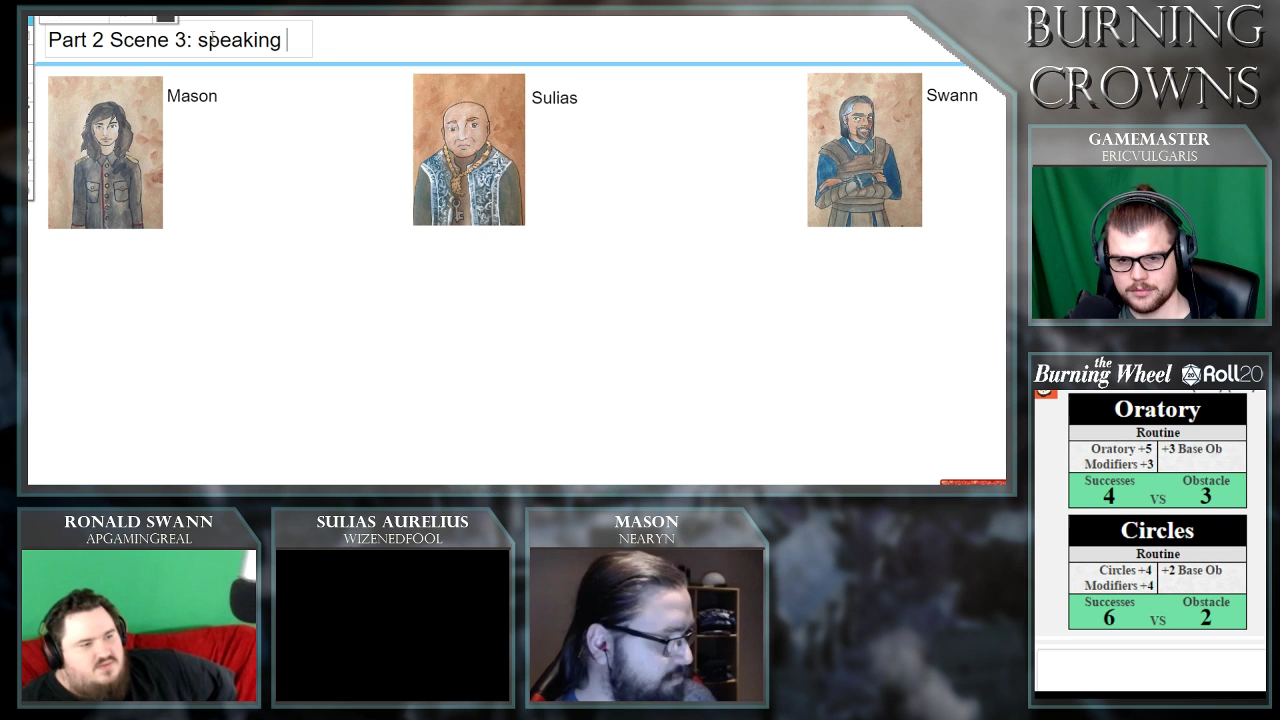 Part 2 Scene 3: speaking
Mason
Sulias
Swann
BURNING
CROWNS
GAMEMASTER
ERICVULGARIS
the
Burning Wheel Roll20
Oratory
Routine
Oratory +5 +3 Base Ob
Modifiers +3
Successes Obstacle
4 VS 3
Circles
Routine
Circles +4 +2 Base Ob
Modifiers +4
Successes Obstacle
6 VS 2
RONALD SWANN
APGAMINGREAL
SULIAS AURELIUS
WIZENEDFOOL
MASON
NEARYN